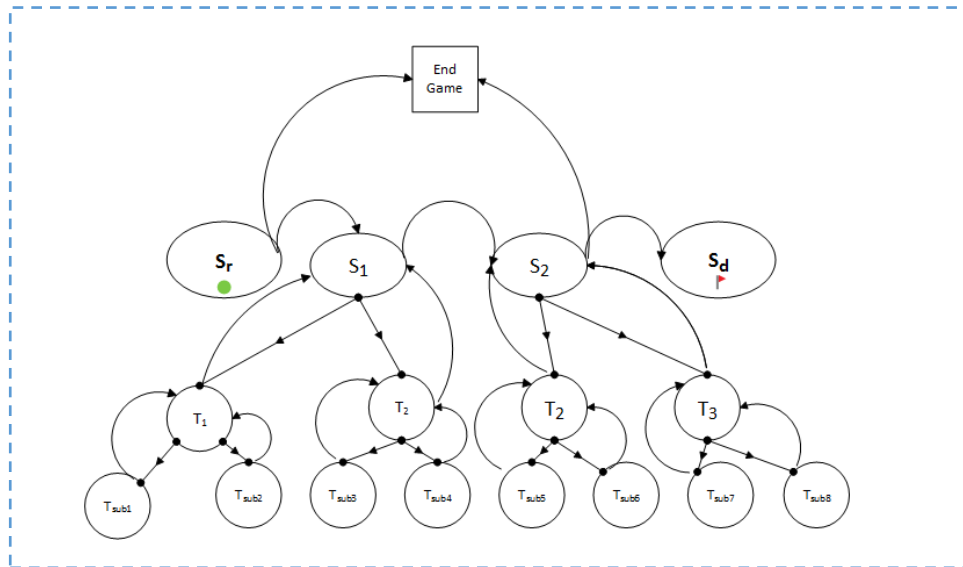 End
Game
Sr
S1
S2
Sd
T1
T2
T2
T3
Tsub1
Tsub2
Tsub3
Tsub4
Tsub5
Tsub6
Tsub7
Tsub8